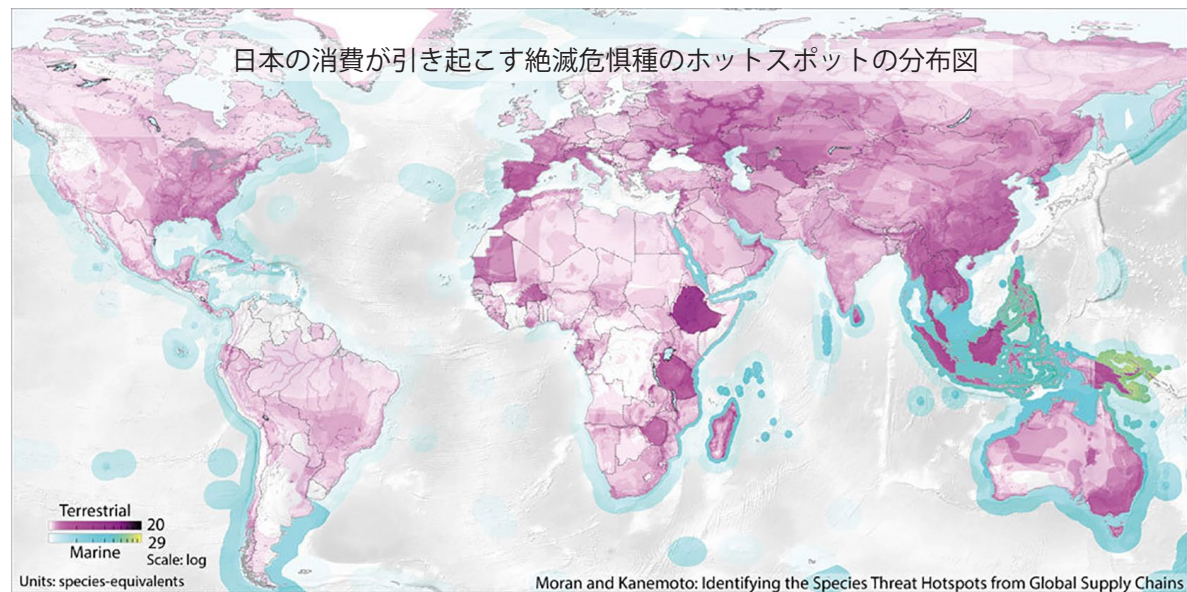 日本の消費が引き起こす絶滅危惧種のホットスポットの分布図
Terrestrial
20
29
Marine
Scale: log
Units: species-equivalents
Moran and Kanemoto: Identifying the Species Threat Hotspots from Global Supply Chains